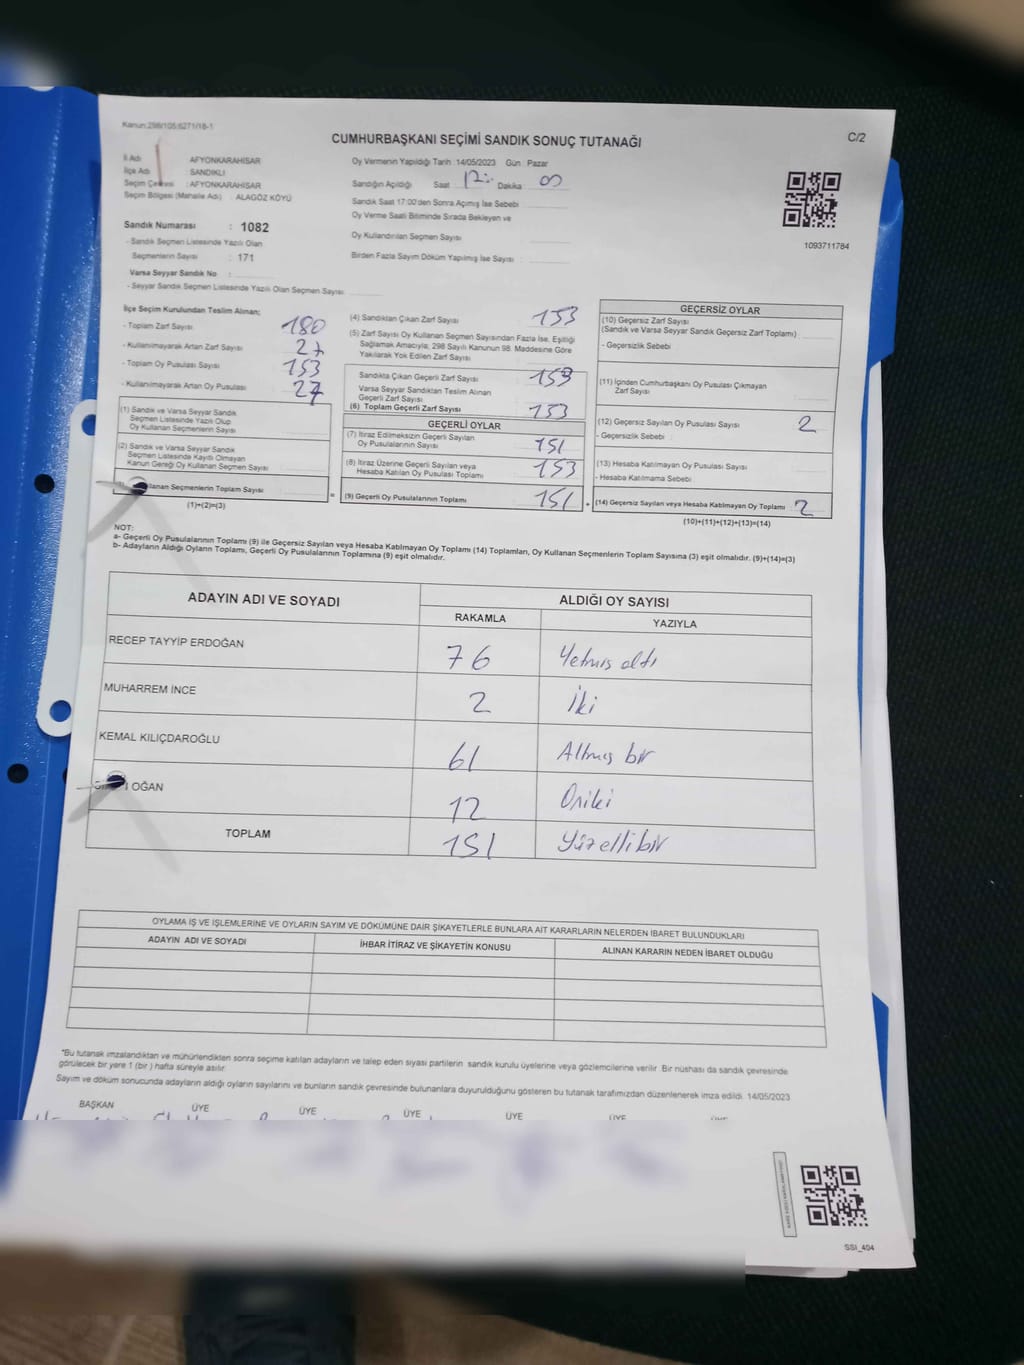 Kanun:298/105;6271/18-1
C/2
CUMHURBAŞKANI SEÇİMİ SANDIK SONUÇ TUTANAĞI
İl Adı : AFYONKARAHİSAR
İlçe Adı : SANDIKLI
Seçim Çevresi : AFYONKARAHİSAR
Seçim Bölgesi (Mahalle Adı) : ALAGÖZ KÖYÜ
Sandık Numarası : 1082
- Sandık Seçmen Listesinde Yazılı Olan
Seçmenlerin Sayısı : 171
Varsa Seyyar Sandık No :
- Seyyar Sandık Seçmen Listesinde Yazılı Olan Seçmen Sayısı:
Oy Vermenin Yapıldığı Tarih :14/05/2023 Gün : Pazar
Sandığın Açıldığı Saat Dakika :
Sandık Saat 17:00'den Sonra Açımış İse Sebebi
Oy Verme Saati Bitiminde Sırada Bekleyen ve
Oy Kullandırılan Seçmen Sayısı
Birden Fazla Sayım Döküm Yapılmış İse Sayısı :
1093711784
İlçe Seçim Kurulundan Teslim Alınan;
- Toplam Zarf Sayısı 180
- Kullanılmayarak Artan Zarf Sayısı 27
- Toplam Oy Pusulası Sayısı 153
- Kullanılmayarak Artan Oy Pusulası 27
(1) Sandık ve Varsa Seyyar Sandık
Seçmen Listesinde Yazılı Olup
Oy Kullanan Seçmenlerin Sayısı
(2) Sandık ve Varsa Seyyar Sandık
Seçmen Listesinde Kayıtlı Olmayan
Kanun Gereği Oy Kullanan Seçmen Sayısı
Seçmenlerin Toplam Sayısı
(1)+(2)=(3)
(4) Sandıktan Çıkan Zarf Sayısı 153
(5) Zarf Sayısı Oy Kullanan Seçmen Sayısından Fazla İse, Eşitliği
Sağlamak Amacıyla; 298 Sayılı Kanunun 98. Maddesine Göre
Yakılarak Yok Edilen Zarf Sayısı
Sandıkta Çıkan Geçerli Zarf Sayısı 153
Varsa Seyyar Sandıktan Teslim Alınan
Geçerli Zarf Sayısı
(6) Toplam Geçerli Zarf Sayısı 153
GEÇERLİ OYLAR
(7) İtiraz Edilmeksizin Geçerli Sayılan
Oy Pusulalarının Sayısı 151
(8) İtiraz Üzerine Geçerli Sayılan veya
Hesaba Katılan Oy Pusulası Toplamı 153
(9) Geçerli Oy Pusulalarının Toplamı 151
GEÇERSİZ OYLAR
(10) Geçersiz Zarf Sayısı
(Sandık ve Varsa Seyyar Sandık Geçersiz Zarf Toplamı)
- Geçersizlik Sebebi
(11) İçinden Cumhurbaşkanı Oy Pusulası Çıkmayan
Zarf Sayısı
(12) Geçersiz Sayılan Oy Pusulası Sayısı 2
- Geçersizlik Sebebi
(13) Hesaba Katılmayan Oy Pusulası Sayısı
- Hesaba Katılmama Sebebi
(14) Geçersiz Sayılan veya Hesaba Katılmayan Oy Toplamı 2
(10)+(11)+(12)+(13)=(14)
NOT:
a- Geçerli Oy Pusulalarının Toplamı (9) ile Geçersiz Sayılan veya Hesaba Katılmayan Oy Toplamı (14) Toplamları, Oy Kullanan Seçmenlerin Toplam Sayısına (3) eşit olmalıdır. (9)+(14)=(3)
b- Adayların Aldığı Oyların Toplamı, Geçerli Oy Pusulalarının Toplamına (9) eşit olmalıdır.
ADAYIN ADI VE SOYADI ALDIĞI OY SAYISI
RAKAMLA YAZIYLA
RECEP TAYYİP ERDOĞAN 76 Yetmiş altı
MUHARREM İNCE 2 İki
KEMAL KILIÇDAROĞLU 61 Altmış bir
OĞAN 12 Oniki
TOPLAM 151 Yüzellibir
OYLAMA İŞ VE İŞLEMLERİNE VE OYLARIN SAYIM VE DÖKÜMÜNE DAİR ŞİKAYETLERLE BUNLARA AİT KARARLARIN NELERDEN İBARET BULUNDUKLARI
ADAYIN ADI VE SOYADI İHBAR İTİRAZ VE ŞİKAYETİN KONUSU ALINAN KARARIN NEDEN İBARET OLDUĞU
*Bu tutanak imzalandıktan ve mühürlendikten sonra seçime katılan adayların ve talep eden siyasi partilerin sandık kurulu üyelerine veya gözlemcilerine verilir. Bir nüshası da sandık çevresinde
görülecek bir yere 1 (bir) hafta süreyle asılır.
Sayım ve döküm sonucunda adayların aldığı oyların sayılarını ve bunların sandık çevresinde bulunanlara duyurulduğunu gösteren bu tutanak tarafımızdan düzenlenerek imza edildi. 14/05/2023
BAŞKAN ÜYE ÜYE ÜYE ÜYE ÜYE ÜYE
SSI_404